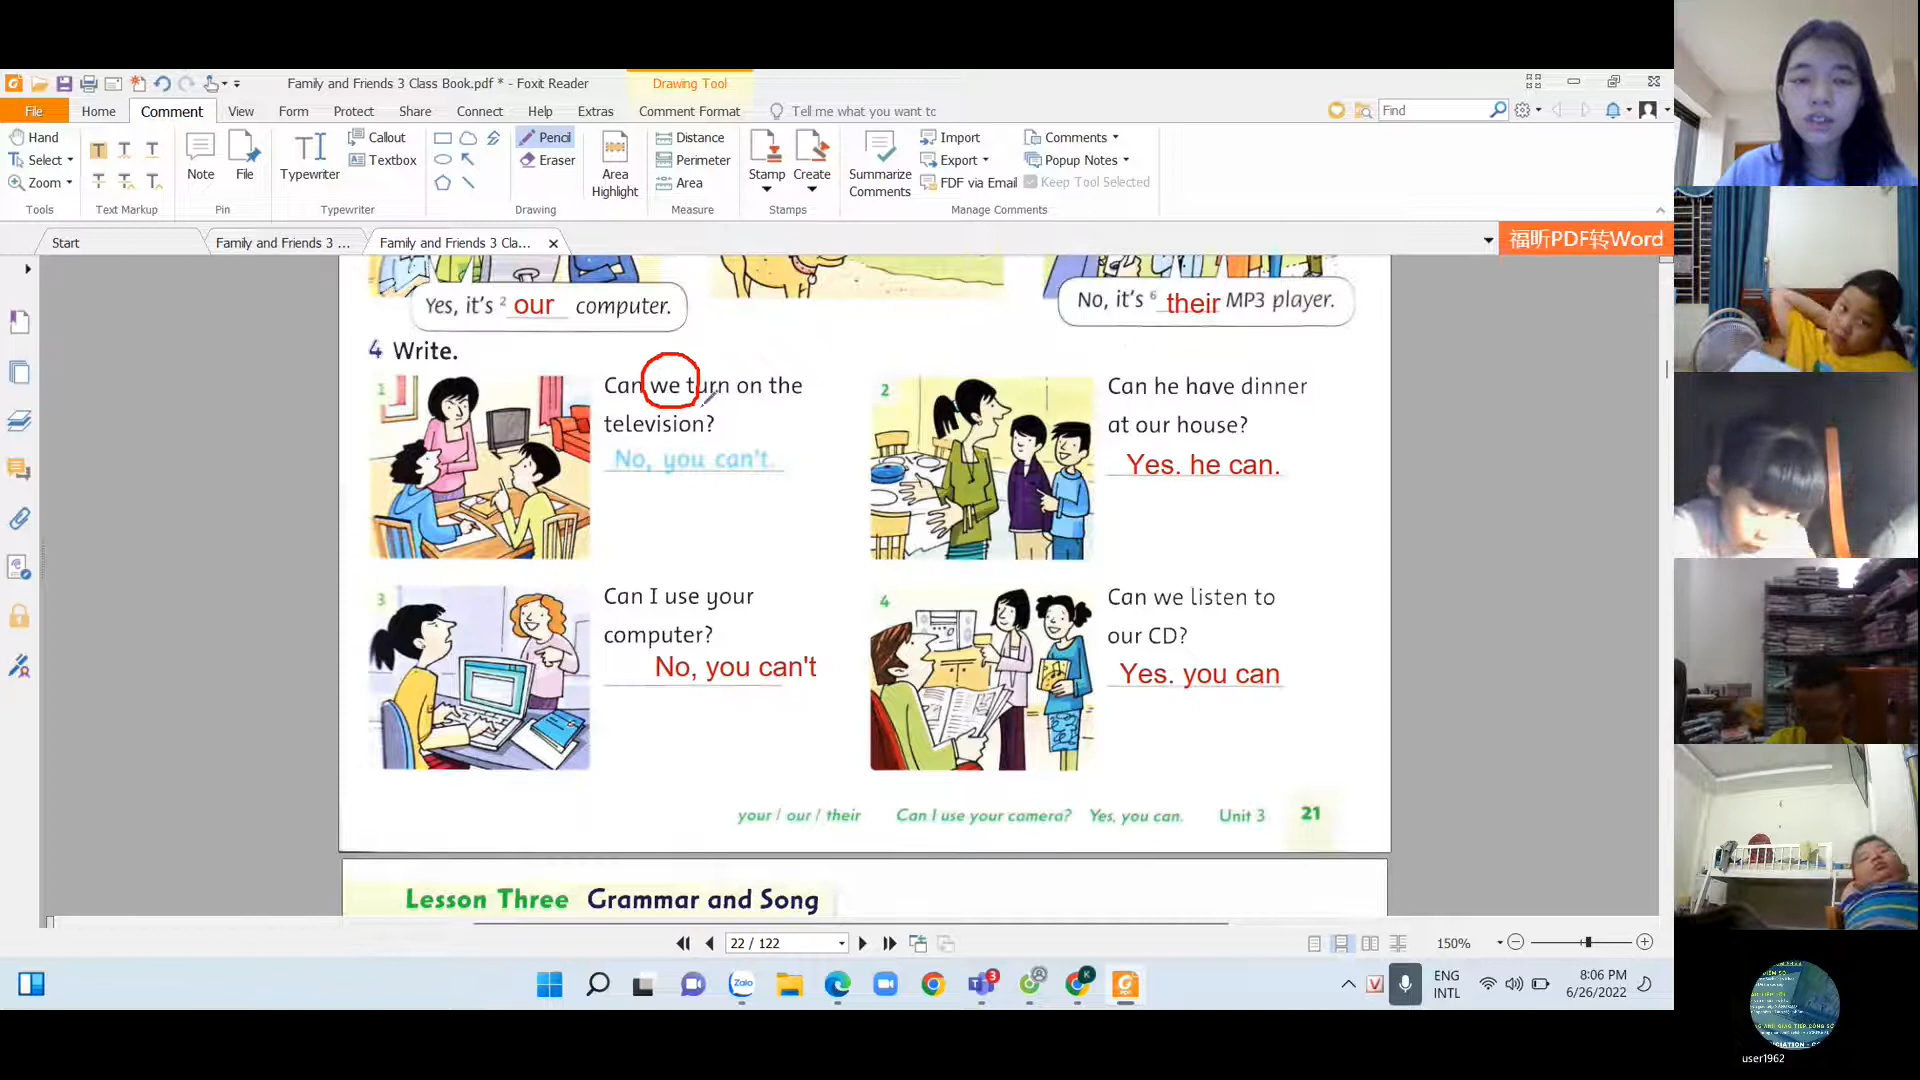 Family and Friends 3 Class Book.pdf * - Foxit Reader
Drawing Tool
File
Home
Comment
View
Form
Protect
Share
Connect
Help
Extras
Comment Format
Tell me what you want to
Find
Hand
Select
Zoom
Tools
Text Markup
Note
File
Pin
Typewriter
Callout
Textbox
Typewriter
Pencil
Eraser
Drawing
Area Highlight
Distance
Perimeter
Area
Measure
Stamp
Create
Stamps
Summarize Comments
Import
Export
FDF via Email
Comments
Popup Notes
Keep Tool Selected
Manage Comments
Start
Family and Friends 3 ...
Family and Friends 3 Cla...
福昕PDF转Word
Yes, it's 2 our computer.
No, it's 6 their MP3 player.
4 Write.
1
Can we turn on the
television?
No, you can't.
2
Can he have dinner
at our house?
Yes. he can.
3
Can I use your
computer?
No, you can't
4
Can we listen to
our CD?
Yes. you can
your / our / their Can I use your camera? Yes, you can. Unit 3 21
Lesson Three Grammar and Song
22 / 122
150%
Zalo
3
K
ENG
INTL
8:06 PM
6/26/2022
user1962